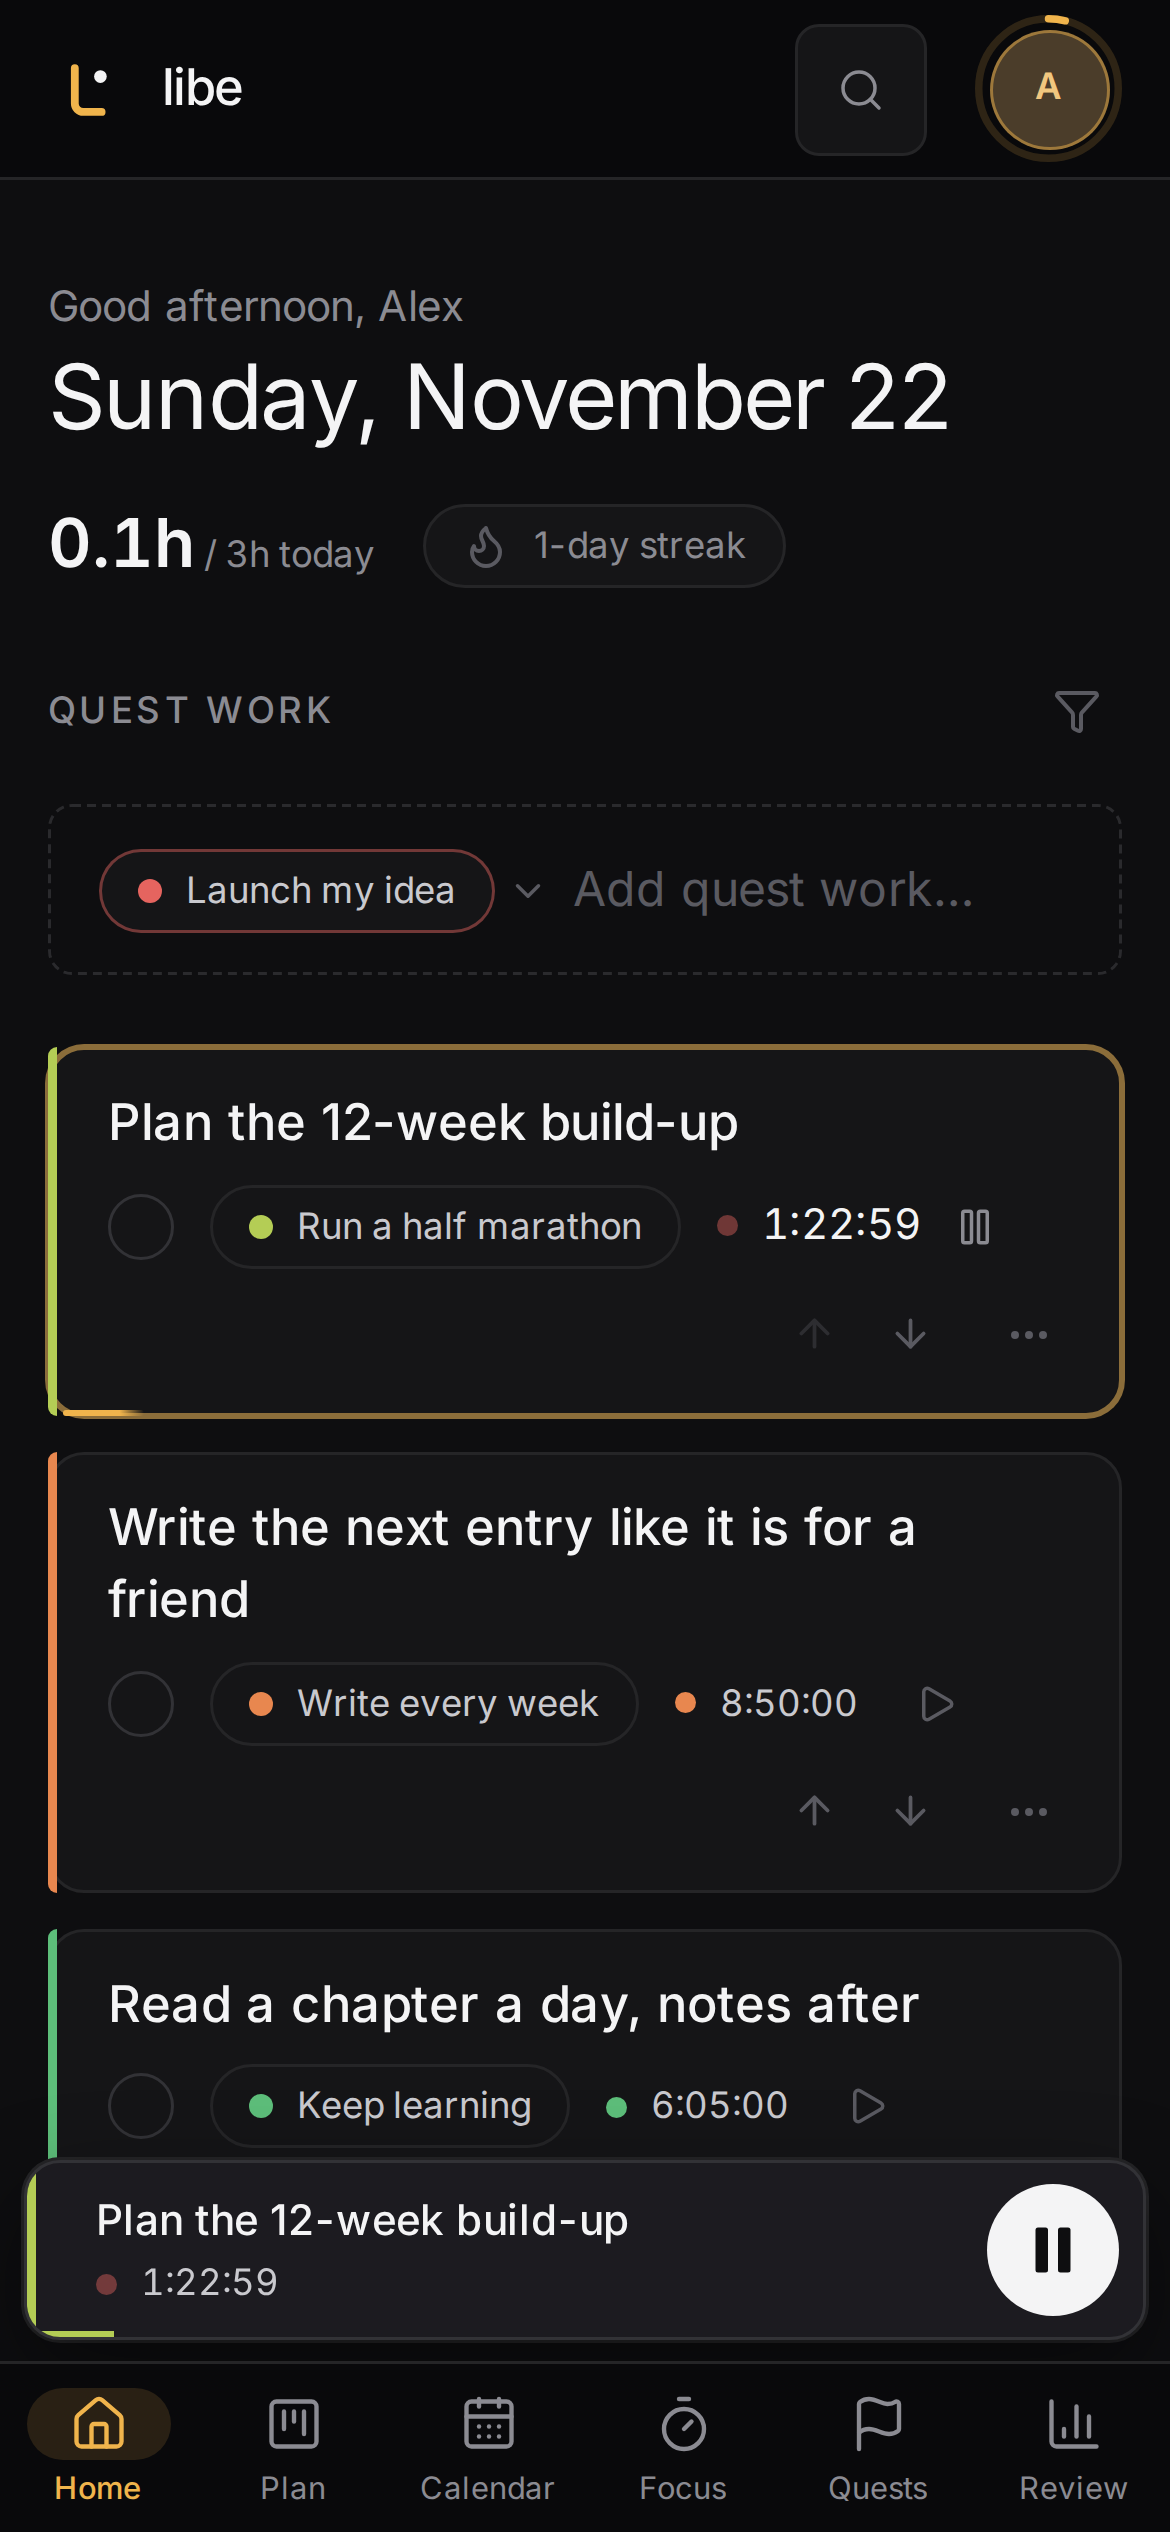 libe
A
Good afternoon, Alex
Sunday, November 22
0.1h / 3h today
1-day streak
QUEST WORK
Launch my idea
Add quest work...
Plan the 12-week build-up
Run a half marathon
1:22:59
Write the next entry like it is for a
friend
Write every week
8:50:00
Read a chapter a day, notes after
Keep learning
6:05:00
Plan the 12-week build-up
1:22:59
Home
Plan
Calendar
Focus
Quests
Review